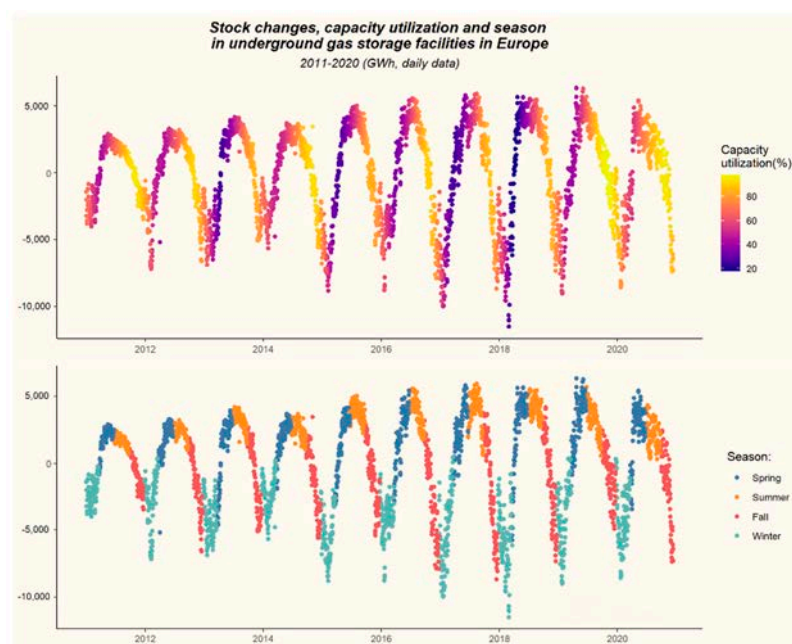 Stock changes, capacity utilization and season
in underground gas storage facilities in Europe
2011-2020 (GWh, daily data)
5,000
0
-5,000
-10,000
2012 2014 2016 2018 2020
Capacity
utilization(%)
80
60
40
20
5,000
0
-5,000
-10,000
2012 2014 2016 2018 2020
Season:
Spring
Summer
Fall
Winter